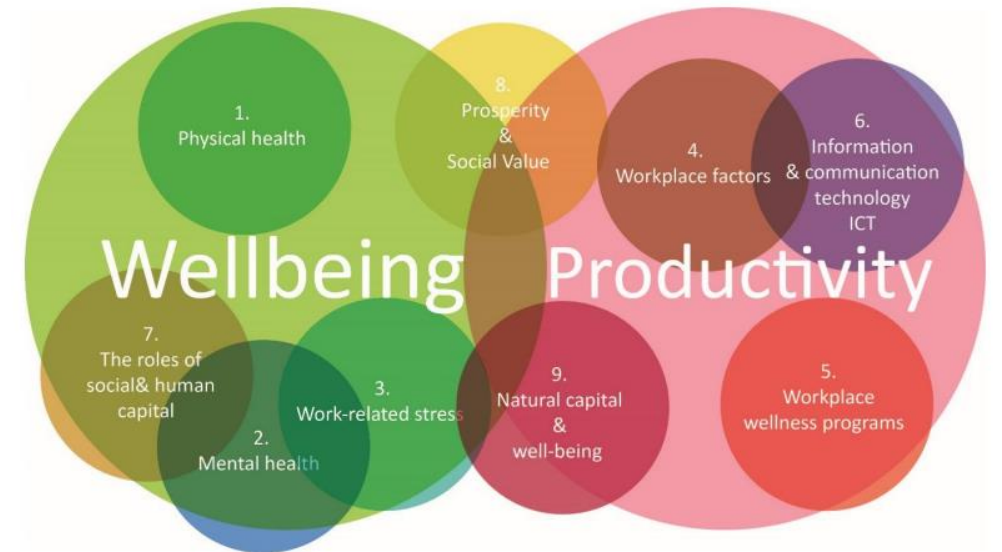 1.
Physical health
8.
Prosperity
&
Social Value
4.
Workplace factors
6.
Information
& communication
technology
ICT
Wellbeing
Productivity
7.
The roles of
social& human
capital
2.
Mental health
3.
Work-related stress
9.
Natural capital
&
well-being
5.
Workplace
wellness programs